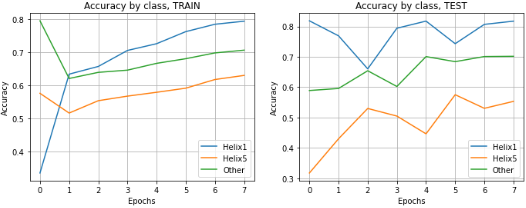 Accuracy by class, TRAIN
0.8
0.7
0.6
0.5
0.4
Accuracy
Helix1
Helix5
Other
0 1 2 3 4 5 6 7
Epochs
Accuracy by class, TEST
0.8
0.7
0.6
0.5
0.4
0.3
Accuracy
Helix1
Helix5
Other
0 1 2 3 4 5 6 7
Epochs